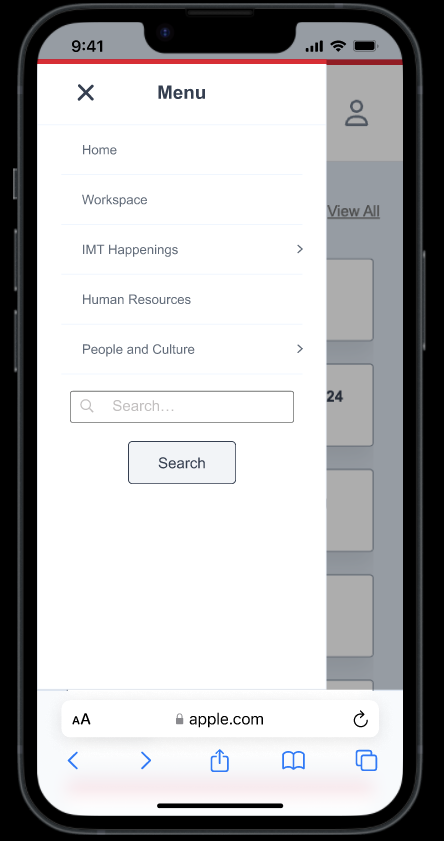 9:41
Menu
Home
Workspace
View All
IMT Happenings
Human Resources
People and Culture
24
Search...
Search
AA
apple.com